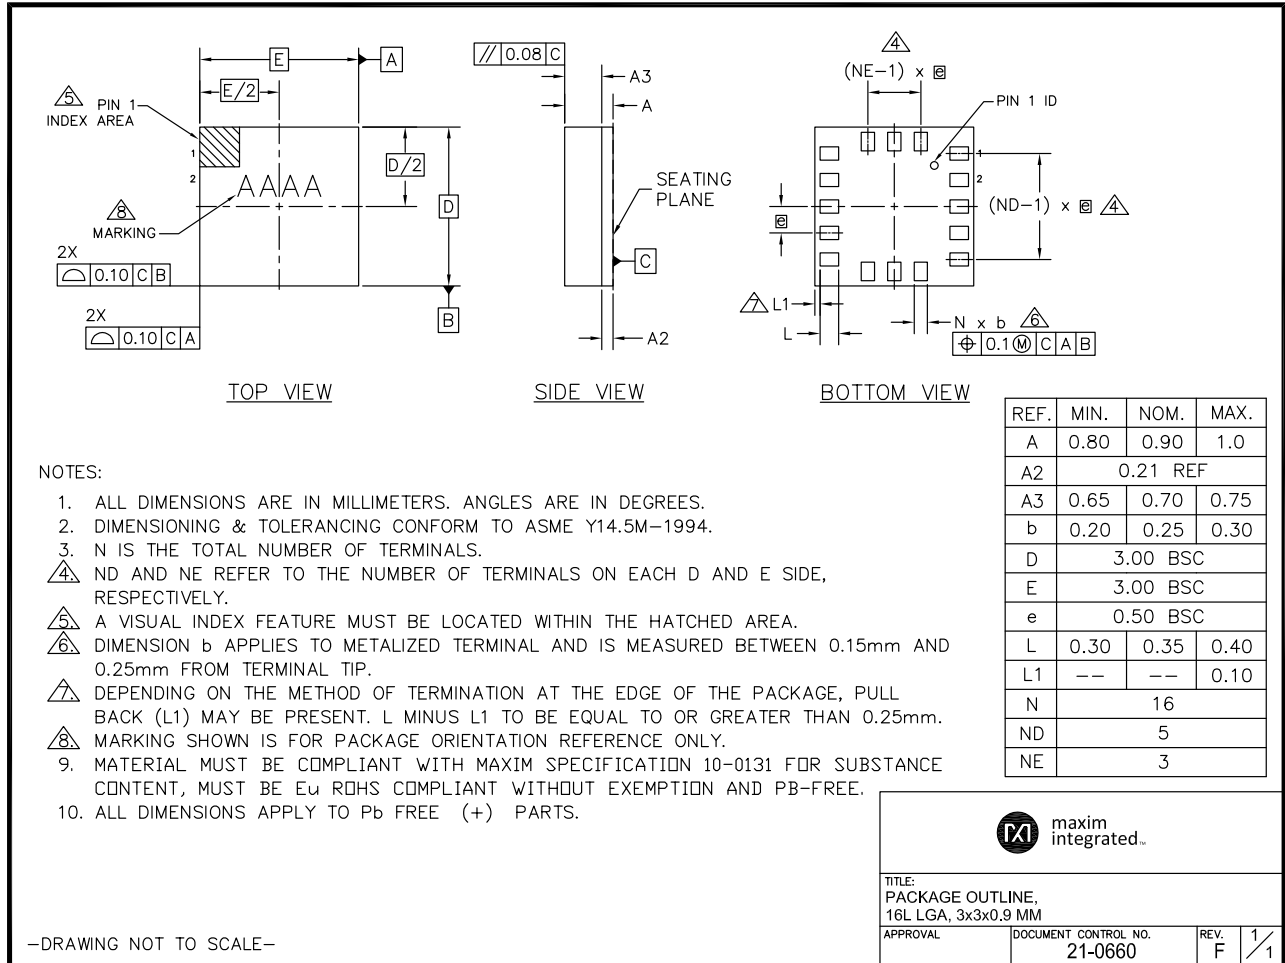 E
A
E/2
5 PIN 1
INDEX AREA
1
2
D/2
AAAA
D
8
MARKING
2X
0.10 C B
B
2X
0.10 C A
TOP VIEW
// 0.08 C
A3
A
SEATING
PLANE
C
A2
SIDE VIEW
4
(NE-1) x e
PIN 1 ID
1
2
(ND-1) x e 4
e
7 L1
L
N x b 6
⌖ 0.1 Ⓜ C A B
BOTTOM VIEW
REF. MIN. NOM. MAX.
A 0.80 0.90 1.0
A2 0.21 REF
A3 0.65 0.70 0.75
b 0.20 0.25 0.30
D 3.00 BSC
E 3.00 BSC
e 0.50 BSC
L 0.30 0.35 0.40
L1 -- -- 0.10
N 16
ND 5
NE 3
NOTES:
1. ALL DIMENSIONS ARE IN MILLIMETERS. ANGLES ARE IN DEGREES.
2. DIMENSIONING & TOLERANCING CONFORM TO ASME Y14.5M-1994.
3. N IS THE TOTAL NUMBER OF TERMINALS.
4. ND AND NE REFER TO THE NUMBER OF TERMINALS ON EACH D AND E SIDE,
RESPECTIVELY.
5. A VISUAL INDEX FEATURE MUST BE LOCATED WITHIN THE HATCHED AREA.
6. DIMENSION b APPLIES TO METALIZED TERMINAL AND IS MEASURED BETWEEN 0.15mm AND
0.25mm FROM TERMINAL TIP.
7. DEPENDING ON THE METHOD OF TERMINATION AT THE EDGE OF THE PACKAGE, PULL
BACK (L1) MAY BE PRESENT. L MINUS L1 TO BE EQUAL TO OR GREATER THAN 0.25mm.
8. MARKING SHOWN IS FOR PACKAGE ORIENTATION REFERENCE ONLY.
9. MATERIAL MUST BE COMPLIANT WITH MAXIM SPECIFICATION 10-0131 FOR SUBSTANCE
CONTENT, MUST BE Eu ROHS COMPLIANT WITHOUT EXEMPTION AND PB-FREE.
10. ALL DIMENSIONS APPLY TO Pb FREE (+) PARTS.
maxim
integrated™
TITLE:
PACKAGE OUTLINE,
16L LGA, 3x3x0.9 MM
APPROVAL
DOCUMENT CONTROL NO.
21-0660
REV.
F
1/1
-DRAWING NOT TO SCALE-